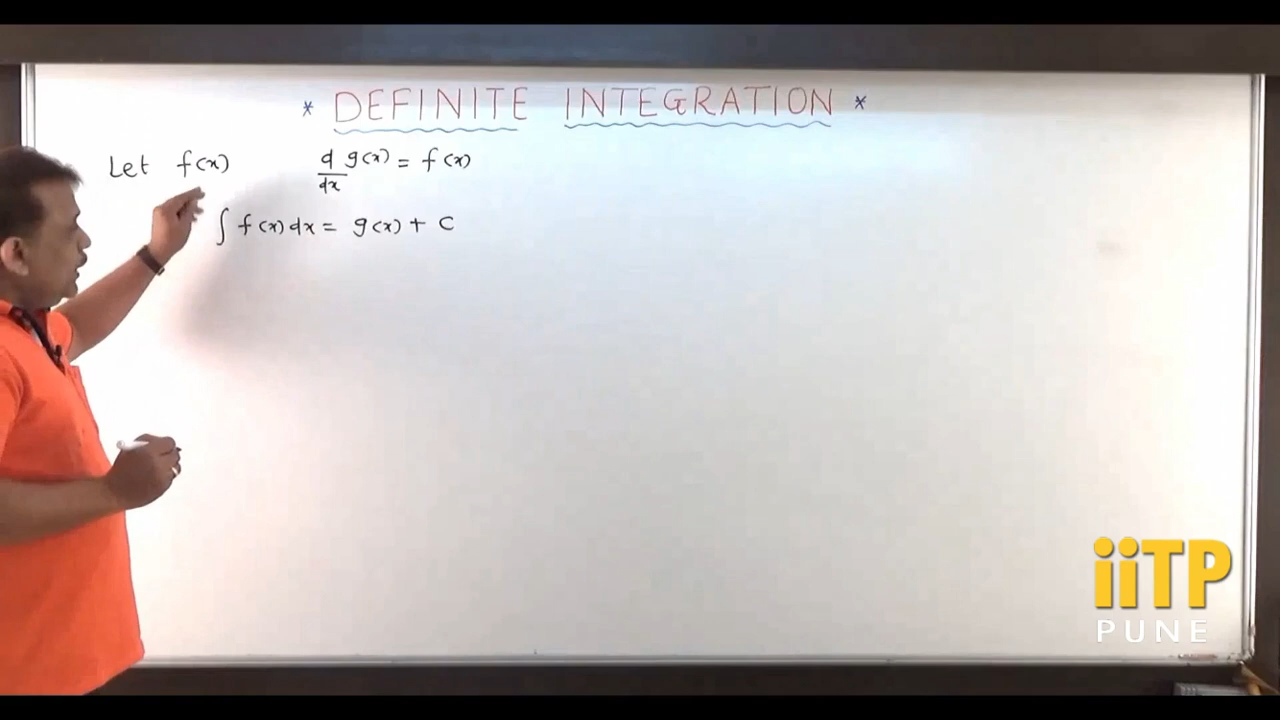 * DEFINITE INTEGRATION *
Let f(x) d/dx g(x) = f(x)
∫ f(x) dx = g(x) + C
iiTP
PUNE